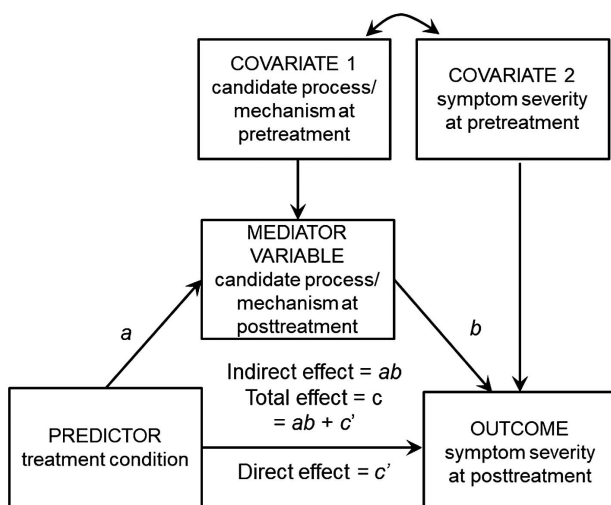 COVARIATE 1
candidate process/
mechanism at
pretreatment
COVARIATE 2
symptom severity
at pretreatment
MEDIATOR
VARIABLE
candidate process/
mechanism at
posttreatment
a
b
Indirect effect = ab
Total effect = c
= ab + c’
PREDICTOR
treatment condition
Direct effect = c’
OUTCOME
symptom severity
at posttreatment